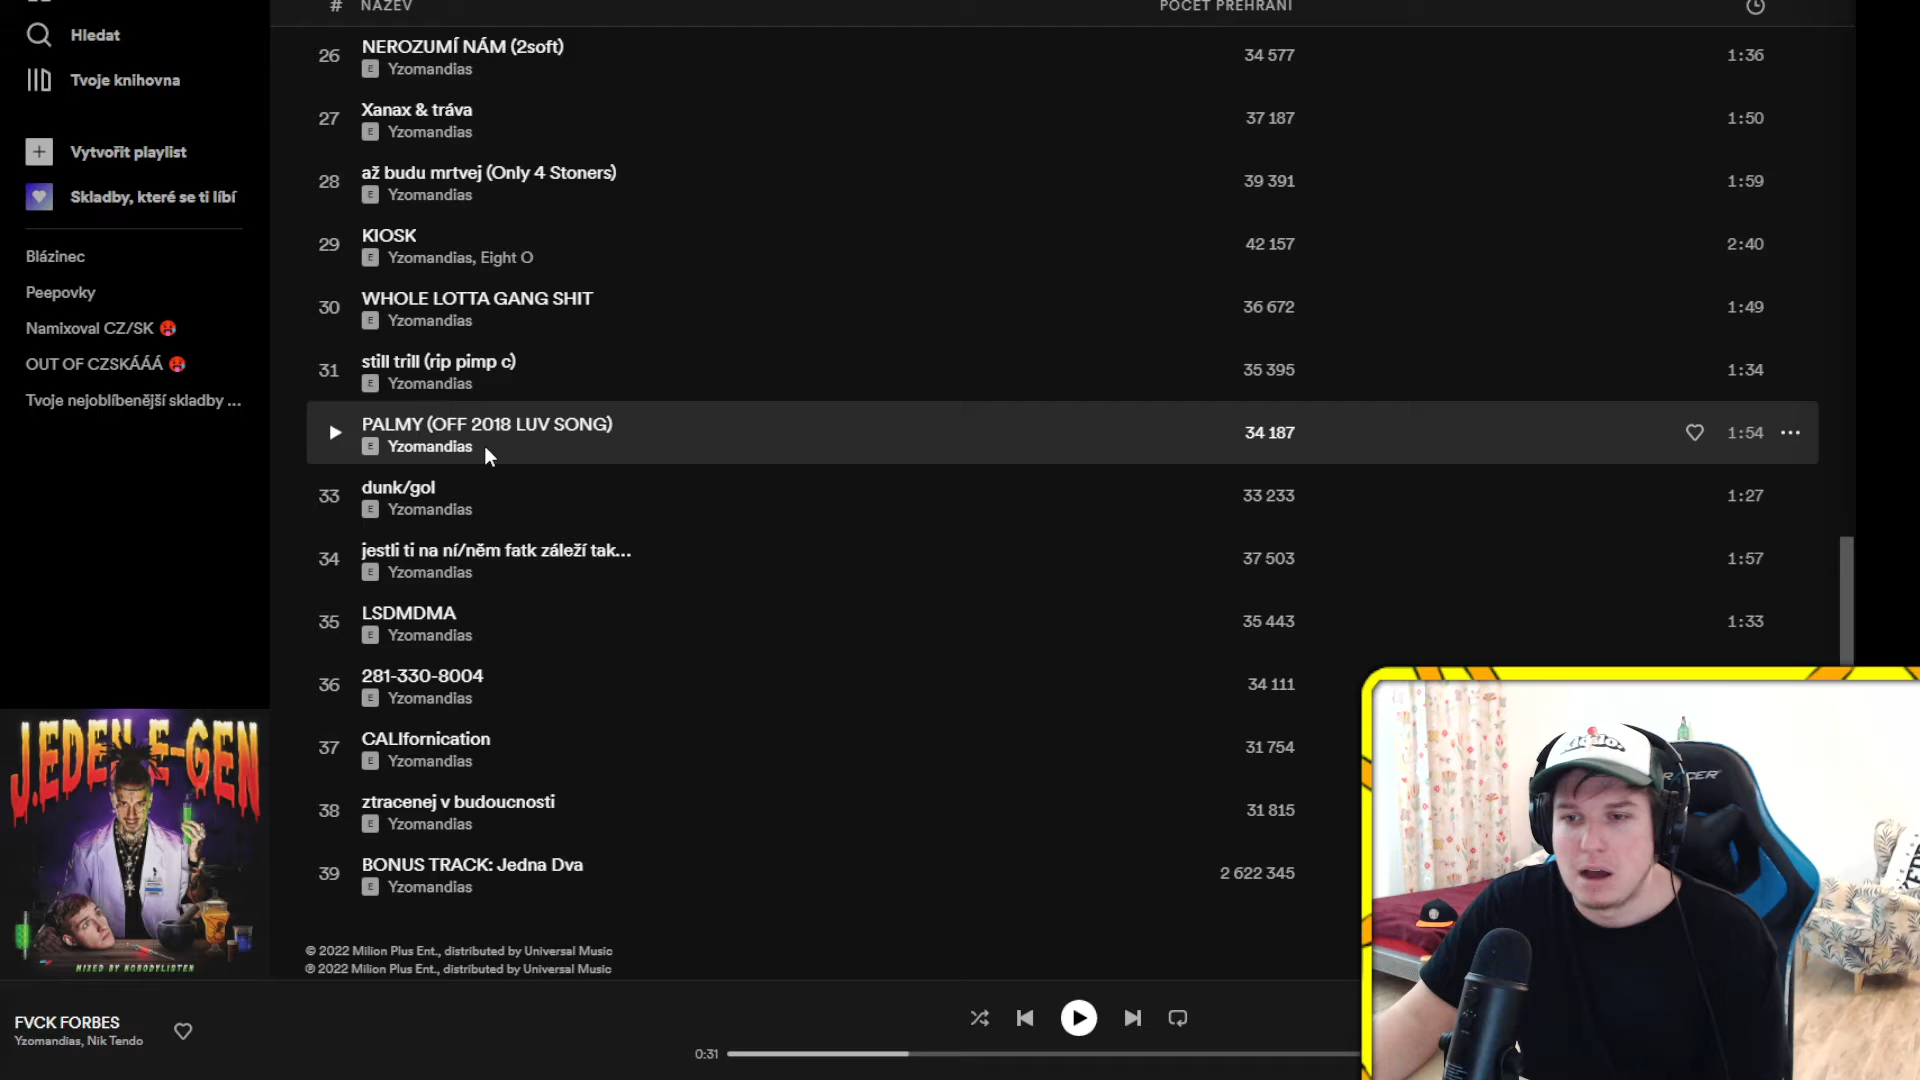 # NÁZEV POČET PŘEHRÁNÍ
Hledat
Tvoje knihovna
Vytvořit playlist
Skladby, které se ti líbí
Blázinec
Peepovky
Namixoval CZ/SK 🥵
OUT OF CZSKÁÁÁ 🥵
Tvoje nejoblíbenější skladby ...
26 NEROZUMÍ NÁM (2soft) 34 577 1:36
E Yzomandias
27 Xanax & tráva 37 187 1:50
E Yzomandias
28 až budu mrtvej (Only 4 Stoners) 39 391 1:59
E Yzomandias
29 KIOSK 42 157 2:40
E Yzomandias, Eight O
30 WHOLE LOTTA GANG SHIT 36 672 1:49
E Yzomandias
31 still trill (rip pimp c) 35 395 1:34
E Yzomandias
PALMY (OFF 2018 LUV SONG) 34 187 1:54
E Yzomandias
33 dunk/gol 33 233 1:27
E Yzomandias
34 jestli ti na ní/něm fatk záleží tak... 37 503 1:57
E Yzomandias
35 LSDMDMA 35 443 1:33
E Yzomandias
36 281-330-8004 34 111
E Yzomandias
37 CALIfornication 31 754
E Yzomandias
38 ztracenej v budoucnosti 31 815
E Yzomandias
39 BONUS TRACK: Jedna Dva 2 622 345
E Yzomandias
© 2022 Milion Plus Ent., distributed by Universal Music
℗ 2022 Milion Plus Ent., distributed by Universal Music
J.EDEN E-GEN
MIXED BY NOBODYLISTEN
FVCK FORBES
Yzomandias, Nik Tendo
0:31